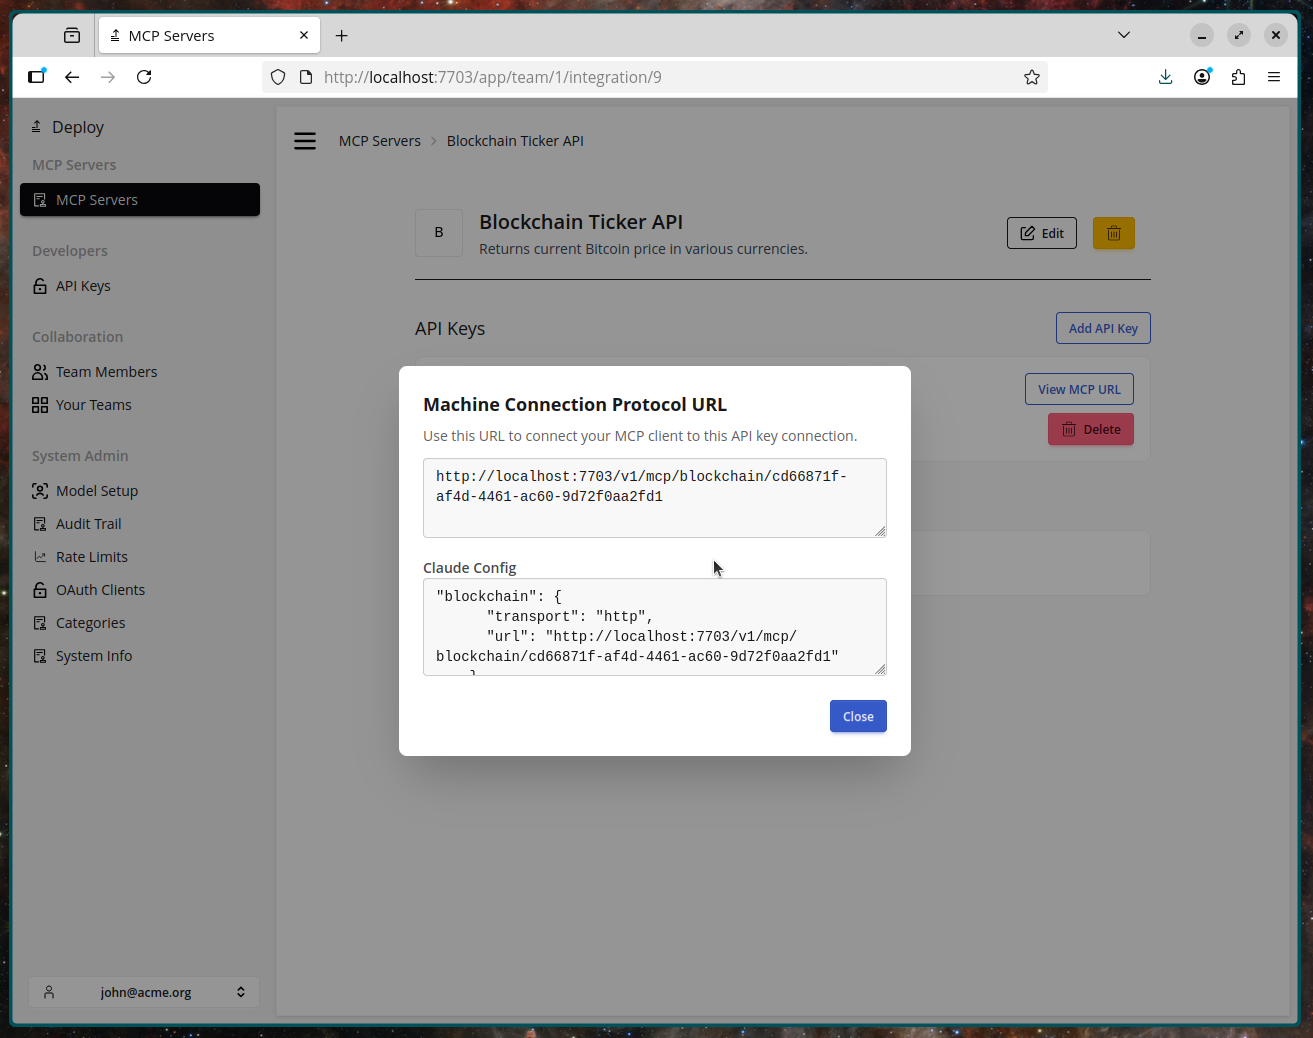 MCP Servers
http://localhost:7703/app/team/1/integration/9
Deploy
MCP Servers
MCP Servers
Developers
API Keys
Collaboration
Team Members
Your Teams
System Admin
Model Setup
Audit Trail
Rate Limits
OAuth Clients
Categories
System Info
john@acme.org
MCP Servers > Blockchain Ticker API
B
Blockchain Ticker API
Returns current Bitcoin price in various currencies.
Edit
API Keys
Add API Key
View MCP URL
Delete
Machine Connection Protocol URL
Use this URL to connect your MCP client to this API key connection.
http://localhost:7703/v1/mcp/blockchain/cd66871f-
af4d-4461-ac60-9d72f0aa2fd1
Claude Config
"blockchain": {
"transport": "http",
"url": "http://localhost:7703/v1/mcp/
blockchain/cd66871f-af4d-4461-ac60-9d72f0aa2fd1"
}
Close